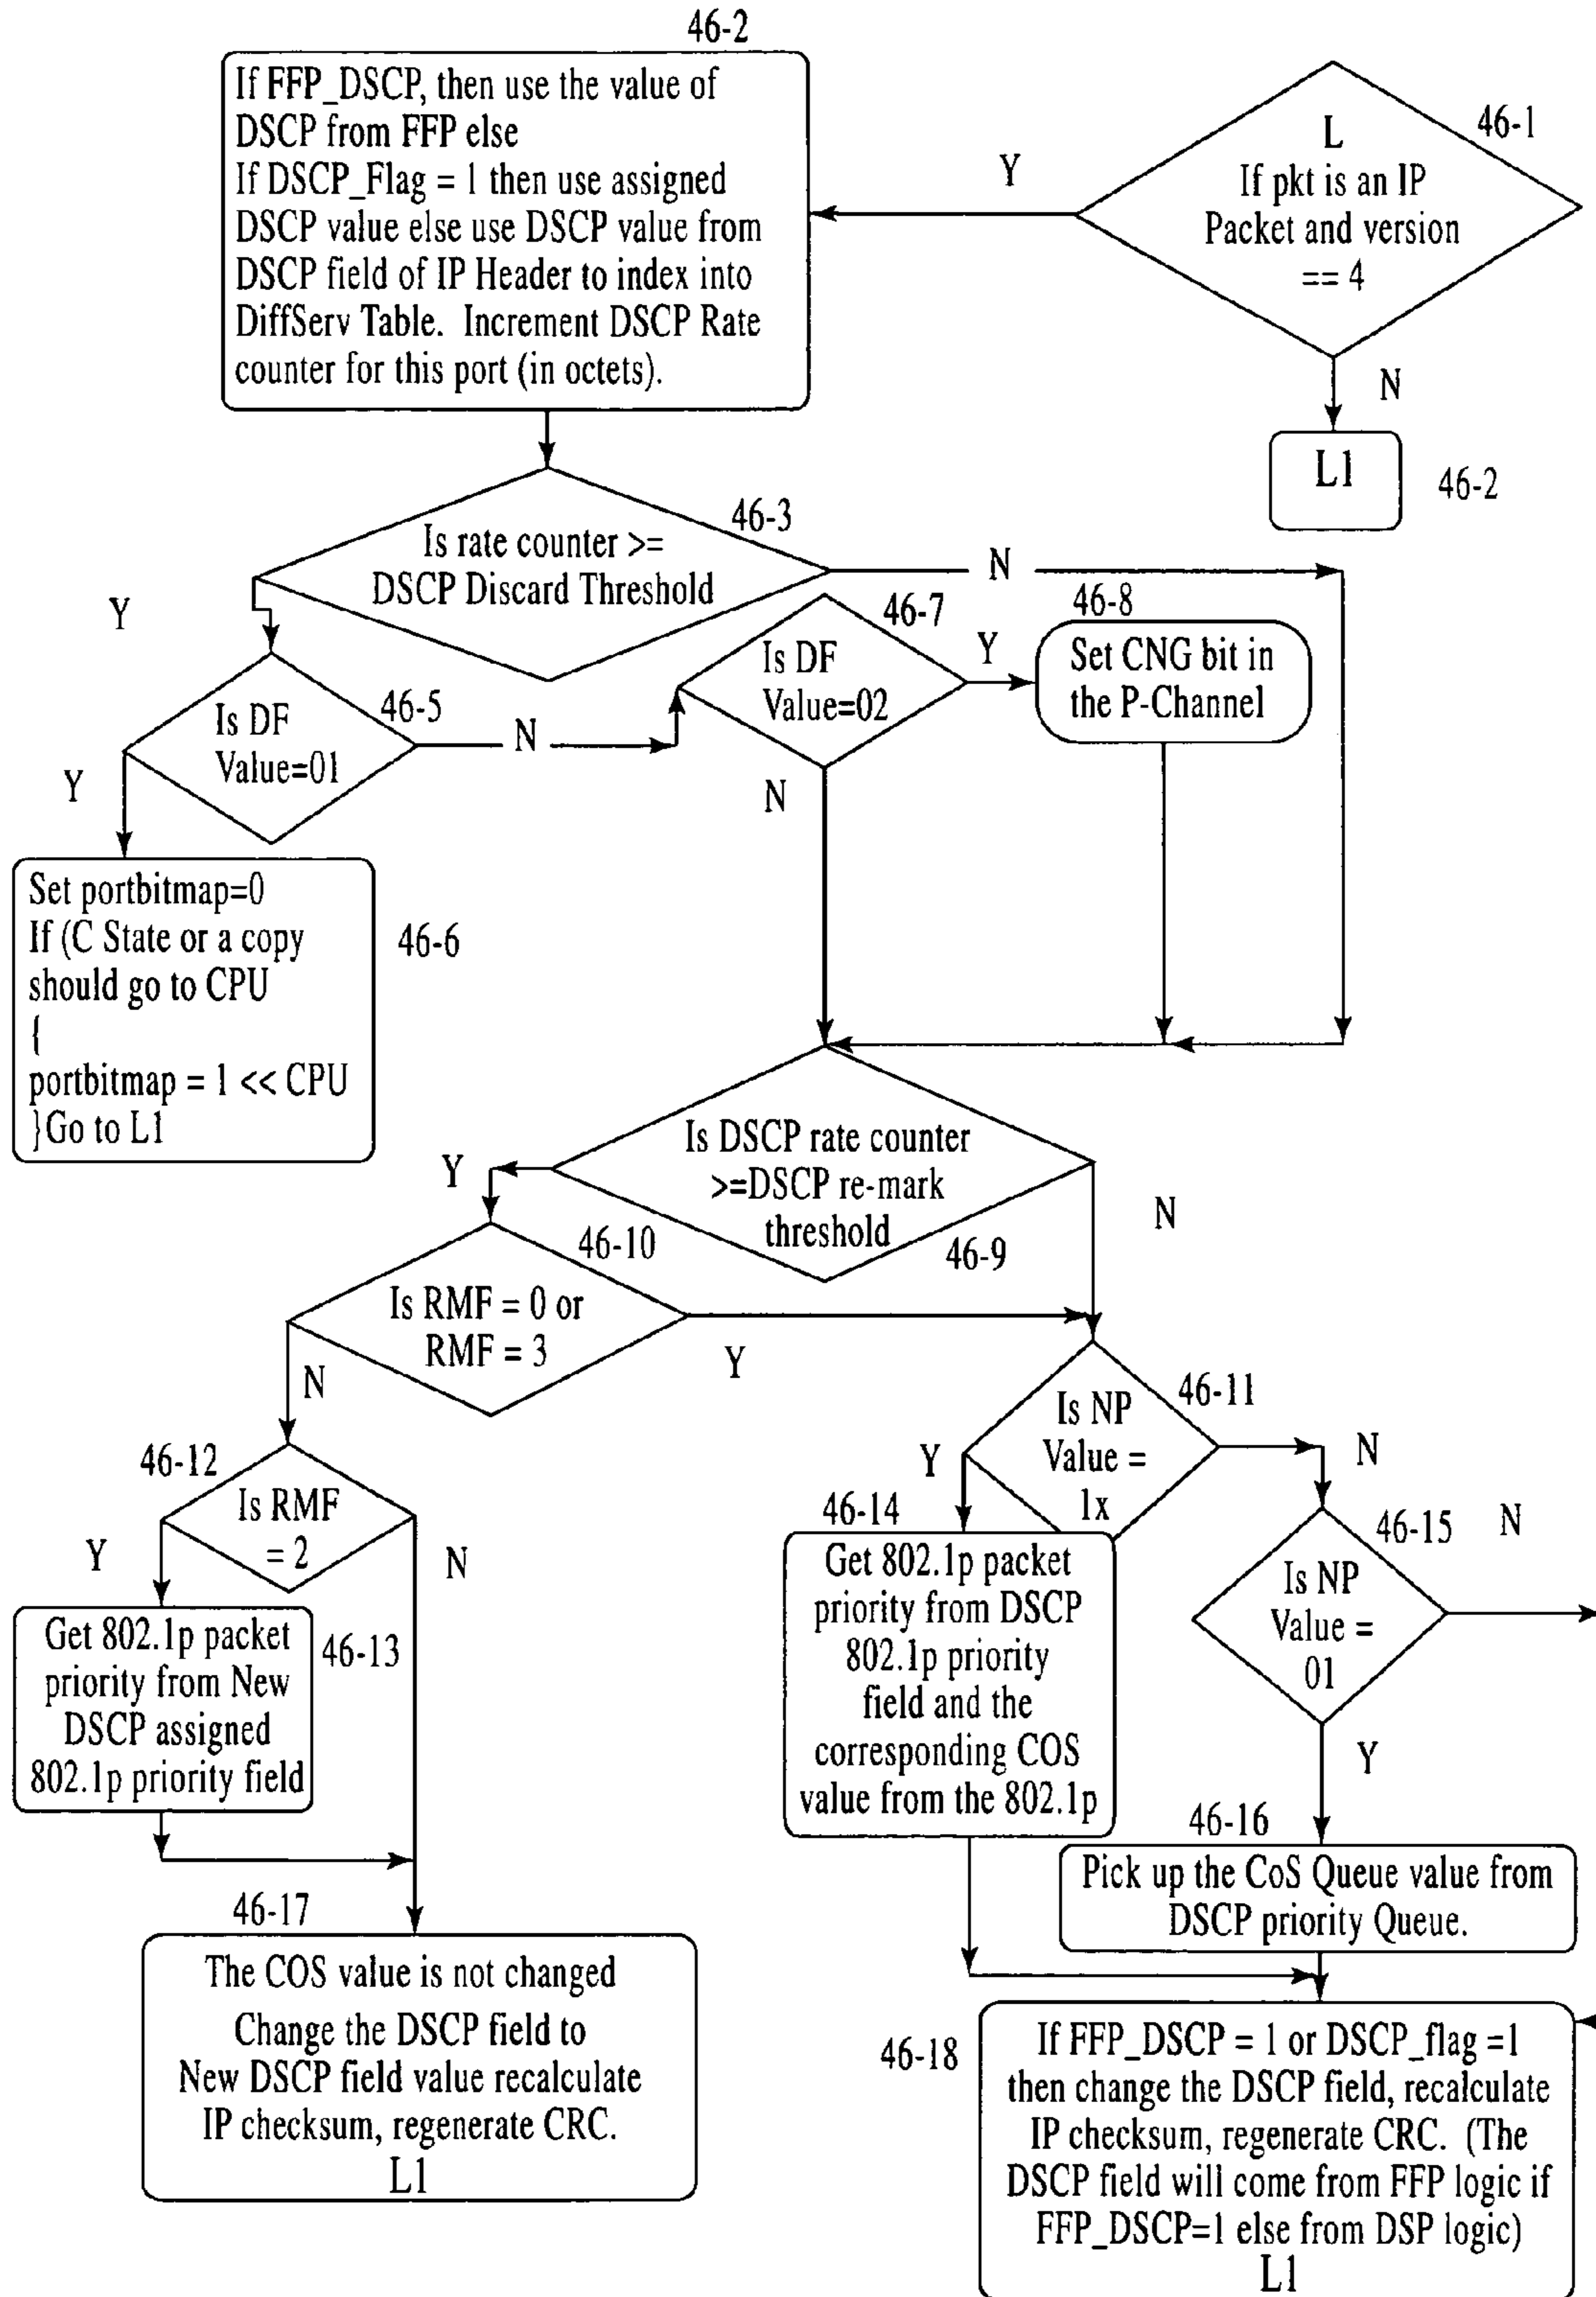 46-2
If FFP_DSCP, then use the value of
DSCP from FFP else
If DSCP_Flag = 1 then use assigned
DSCP value else use DSCP value from
DSCP field of IP Header to index into
DiffServ Table. Increment DSCP Rate
counter for this port (in octets).
46-1
L
If pkt is an IP
Packet and version
== 4
Y
N
L1
46-2
46-3
Is rate counter >=
DSCP Discard Threshold
Y
N
46-5
Is DF
Value=01
Y
N
46-7
Is DF
Value=02
Y
N
46-8
Set CNG bit in
the P-Channel
Set portbitmap=0
If (C State or a copy
should go to CPU
{
portbitmap = 1 << CPU
}Go to L1
46-6
Is DSCP rate counter
>=DSCP re-mark
threshold
46-9
Y
N
46-10
Is RMF = 0 or
RMF = 3
N
Y
46-11
Is NP
Value =
1x
Y
N
46-12
Is RMF
= 2
Y
N
Get 802.1p packet
priority from New
DSCP assigned
802.1p priority field
46-13
46-14
Get 802.1p packet
priority from DSCP
802.1p priority
field and the
corresponding COS
value from the 802.1p
46-15
Is NP
Value =
01
N
Y
46-16
Pick up the CoS Queue value from
DSCP priority Queue.
46-17
The COS value is not changed
Change the DSCP field to
New DSCP field value recalculate
IP checksum, regenerate CRC.
L1
46-18
If FFP_DSCP = 1 or DSCP_flag =1
then change the DSCP field, recalculate
IP checksum, regenerate CRC. (The
DSCP field will come from FFP logic if
FFP_DSCP=1 else from DSP logic)
L1